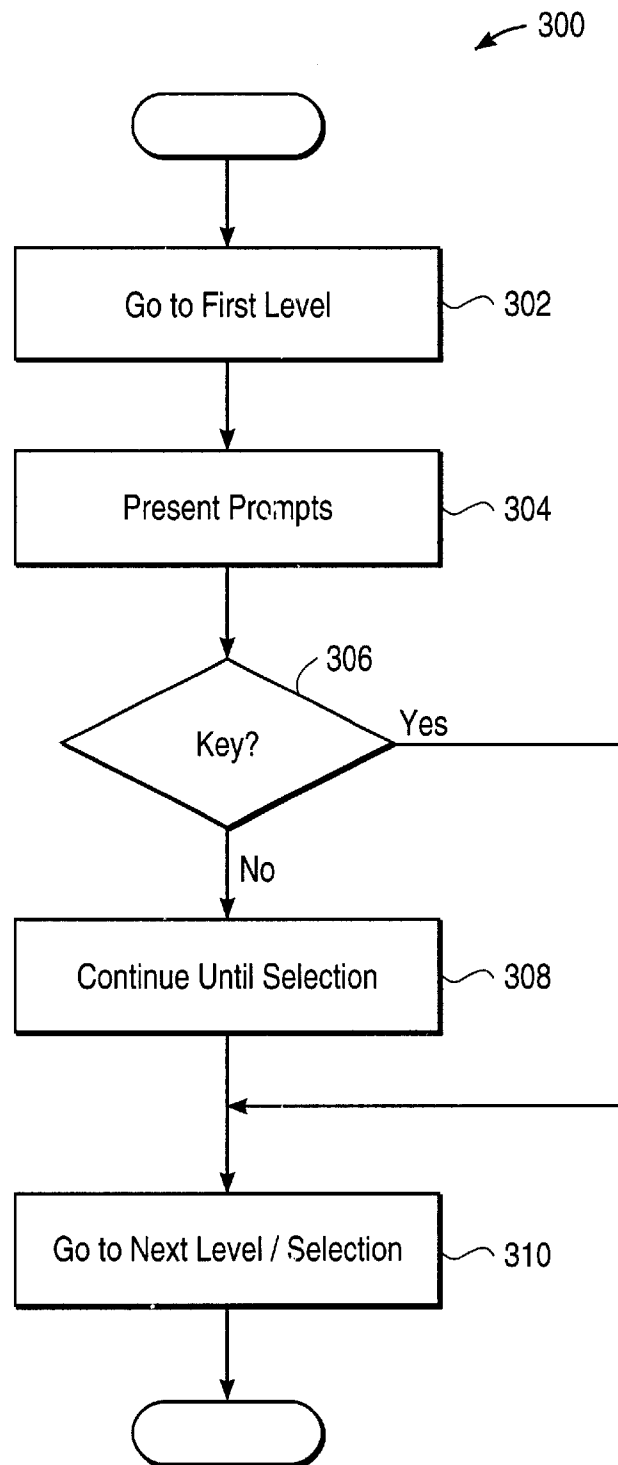 300
Go to First Level
302
Present Prompts
304
306
Key?
Yes
No
Continue Until Selection
308
Go to Next Level / Selection
310